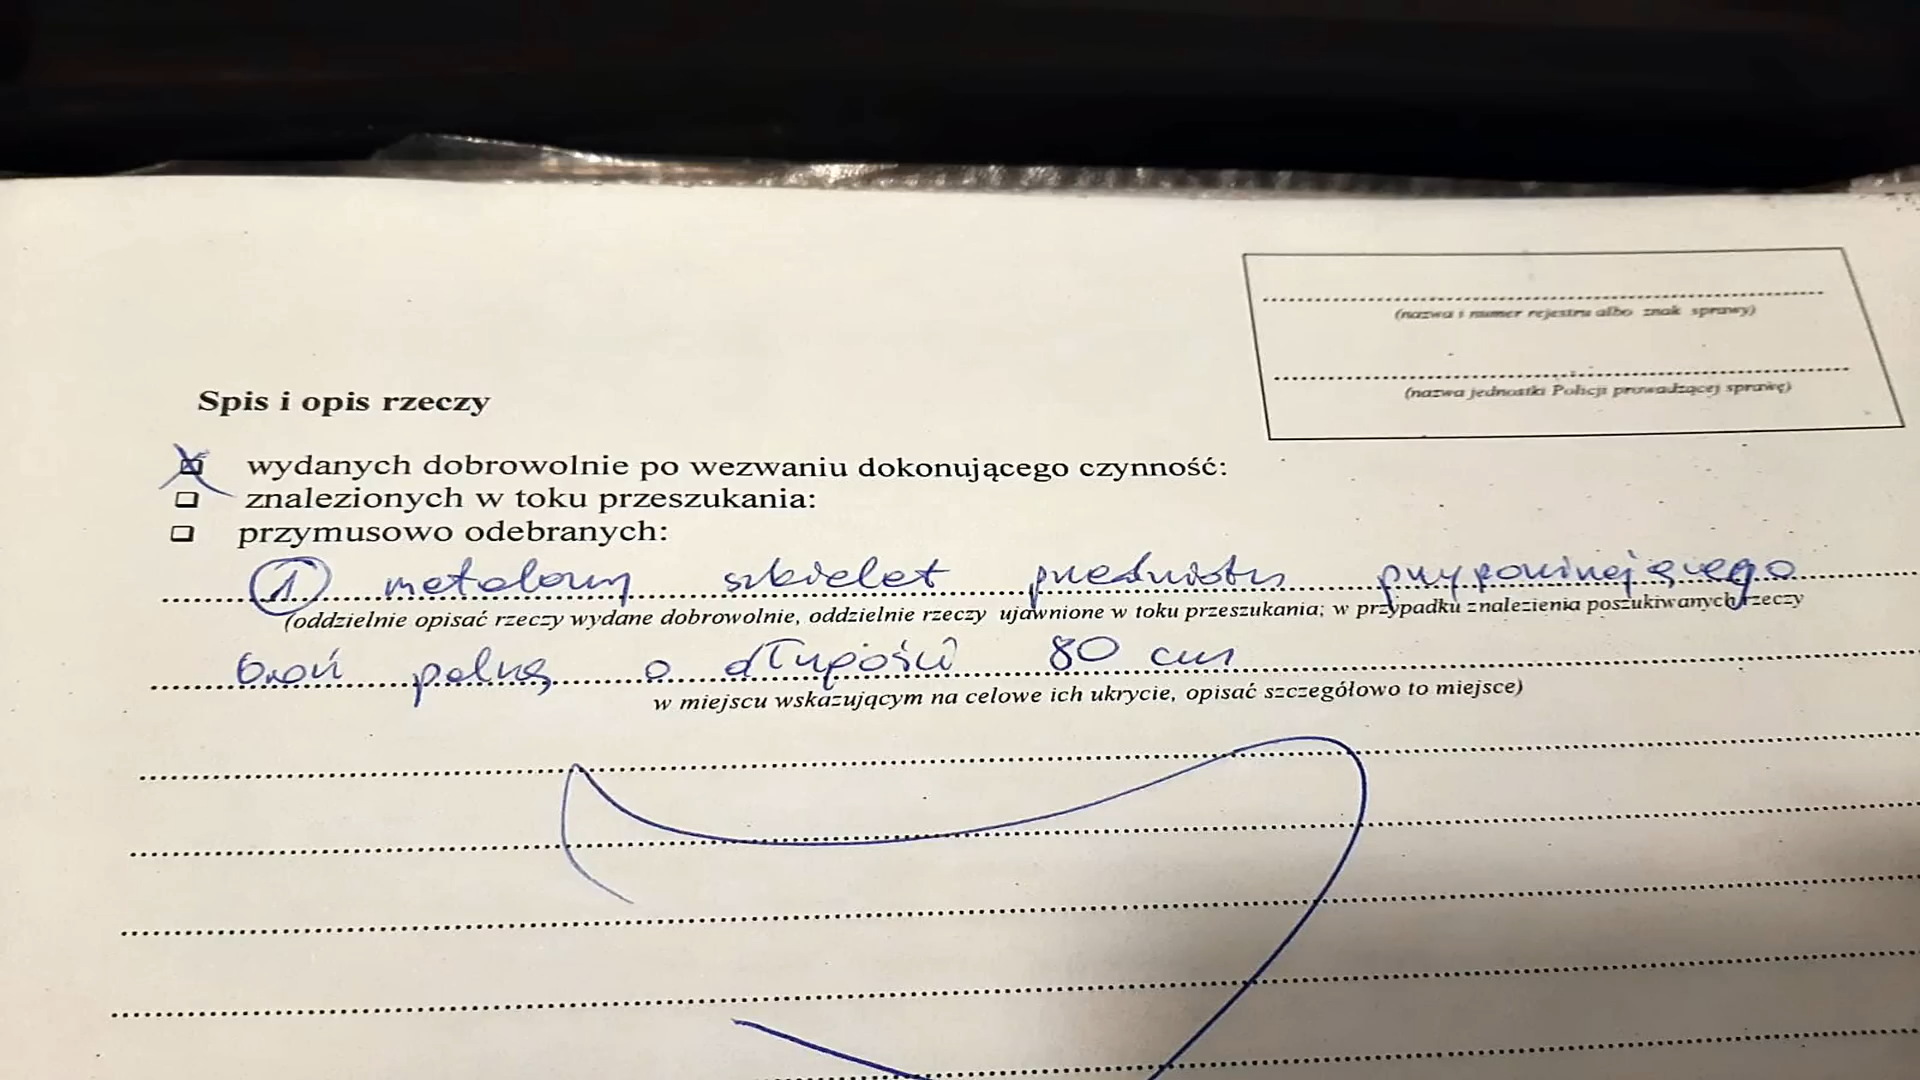 (nazwa i numer rejestru albo znak sprawy)
(nazwa jednostki Policji prowadzącej sprawę)
Spis i opis rzeczy
wydanych dobrowolnie po wezwaniu dokonującego czynność:
znalezionych w toku przeszukania:
przymusowo odebranych:
1 metalowy szkielet przedmiotu przypominającego
(oddzielnie opisać rzeczy wydane dobrowolnie, oddzielnie rzeczy ujawnione w toku przeszukania; w przypadku znalezienia poszukiwanych rzeczy
broń palną o długości 80 cm
w miejscu wskazującym na celowe ich ukrycie, opisać szczegółowo to miejsce)